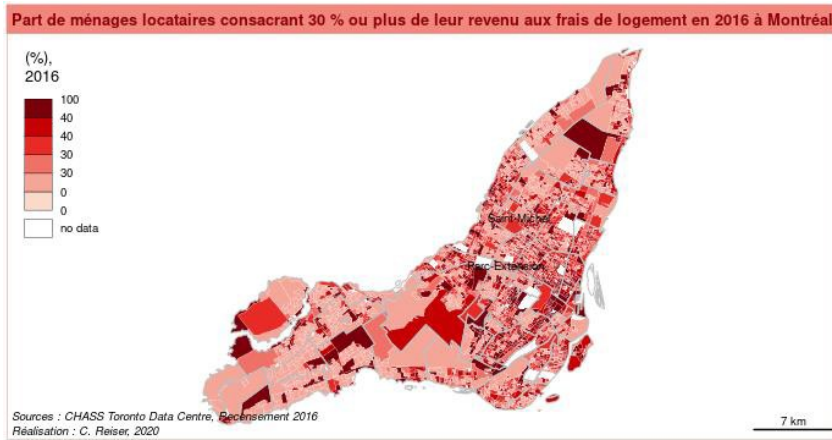 Part de ménages locataires consacrant 30 % ou plus de leur revenu aux frais de logement en 2016 à Montréal
(%),
2016
100
40
40
30
30
0
0
no data
Saint-Michel
Parc-Extension
Sources : CHASS Toronto Data Centre, Recensement 2016
Réalisation : C. Reiser, 2020
7 km